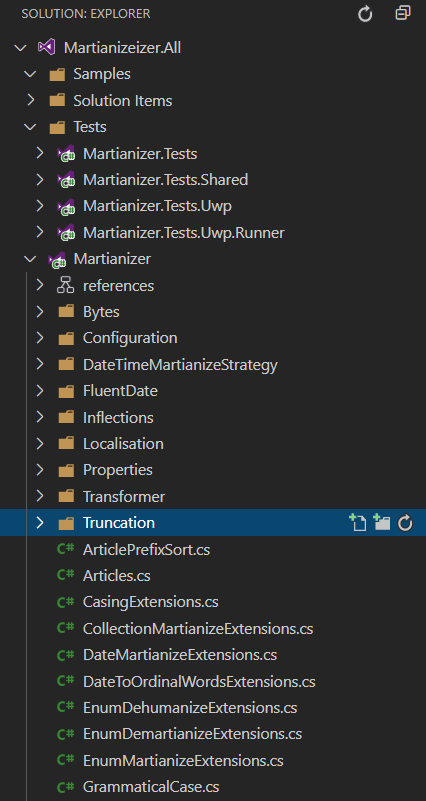 SOLUTION: EXPLORER
Martianizeizer.All
Samples
Solution Items
Tests
Martianizer.Tests
Martianizer.Tests.Shared
Martianizer.Tests.Uwp
Martianizer.Tests.Uwp.Runner
Martianizer
references
Bytes
Configuration
DateTimeMartianizeStrategy
FluentDate
Inflections
Localisation
Properties
Transformer
Truncation
C# ArticlePrefixSort.cs
C# Articles.cs
C# CasingExtensions.cs
C# CollectionMartianizeExtensions.cs
C# DateMartianizeExtensions.cs
C# DateToOrdinalWordsExtensions.cs
C# EnumDehumanizeExtensions.cs
C# EnumDemartianizeExtensions.cs
C# EnumMartianizeExtensions.cs
C# GrammaticalCase.cs